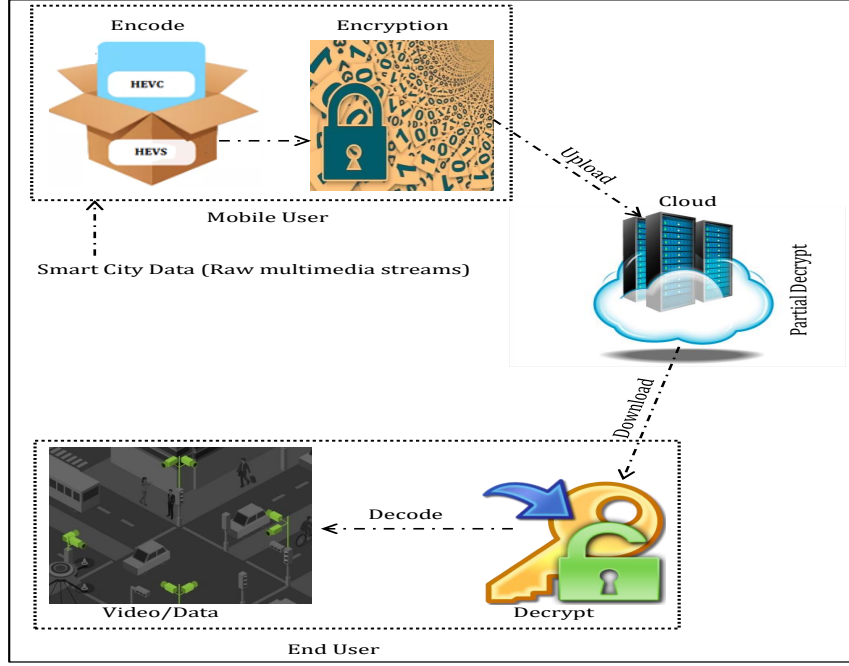 Encode
Encryption
HEVC
HEVS
Mobile User
Smart City Data (Raw multimedia streams)
Upload
Cloud
Partial Decrypt
Download
Decode
Video/Data
Decrypt
End User